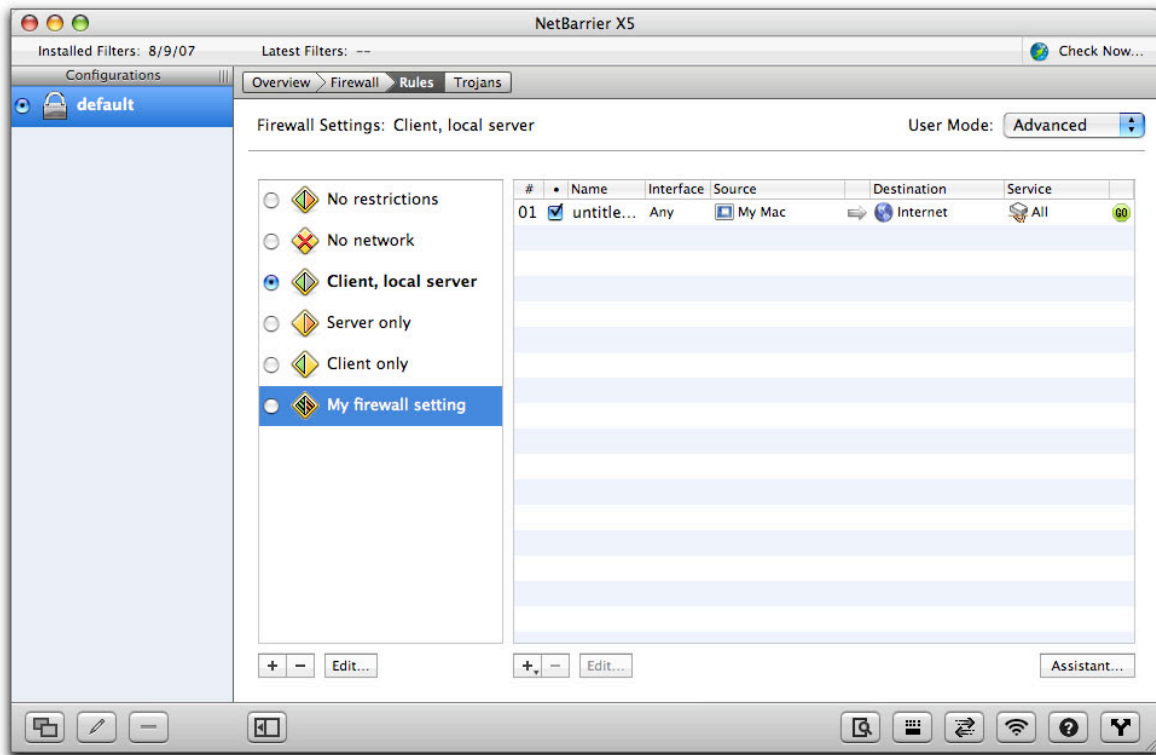 NetBarrier X5
Installed Filters: 8/9/07
Latest Filters: --
Check Now...
Configurations
default
Overview
Firewall
Rules
Trojans
Firewall Settings: Client, local server
User Mode:
Advanced
No restrictions
No network
Client, local server
Server only
Client only
My firewall setting
+ −
Edit...
# • Name Interface Source Destination Service
01 untitle... Any My Mac Internet All GO
+ −
Edit...
Assistant...